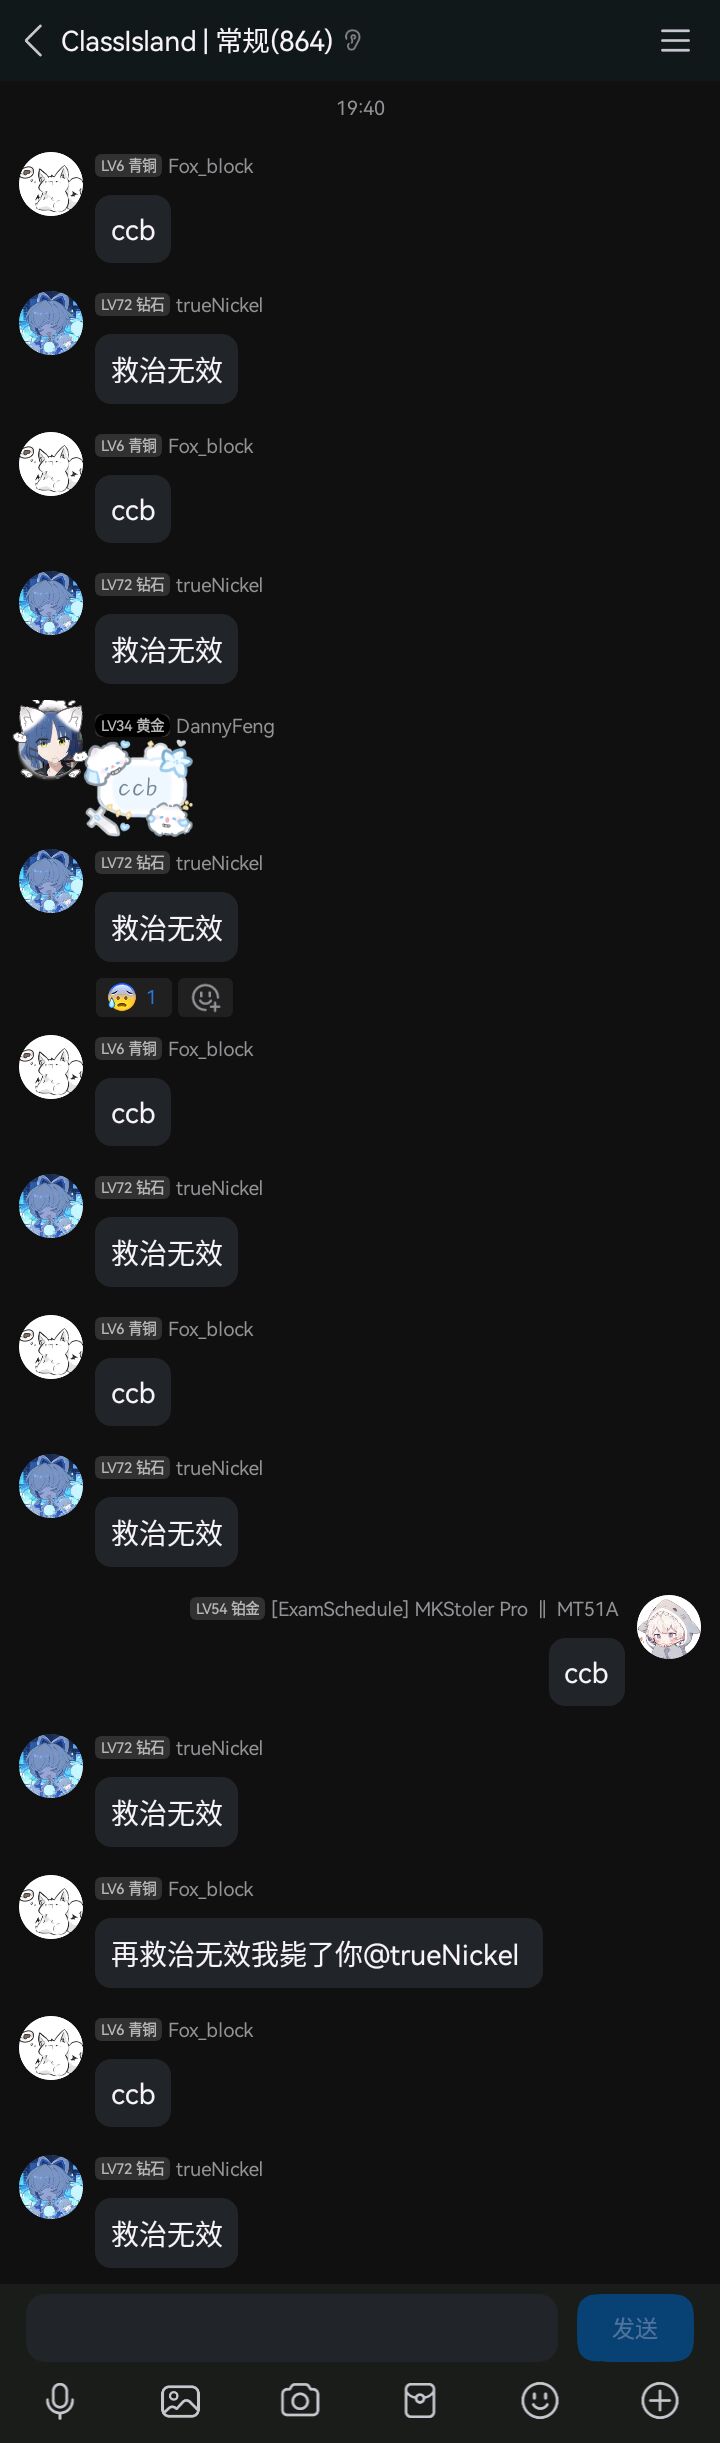 ClassIsland | 常规(864)
19:40
LV6 青铜 Fox_block
ccb
LV72 钻石 trueNickel
救治无效
LV6 青铜 Fox_block
ccb
LV72 钻石 trueNickel
救治无效
LV34 黄金 DannyFeng
ccb
LV72 钻石 trueNickel
救治无效
1
LV6 青铜 Fox_block
ccb
LV72 钻石 trueNickel
救治无效
LV6 青铜 Fox_block
ccb
LV72 钻石 trueNickel
救治无效
LV54 铂金 [ExamSchedule] MKStoler Pro ‖ MT51A
ccb
LV72 钻石 trueNickel
救治无效
LV6 青铜 Fox_block
再救治无效我毙了你@trueNickel
LV6 青铜 Fox_block
ccb
LV72 钻石 trueNickel
救治无效
发送